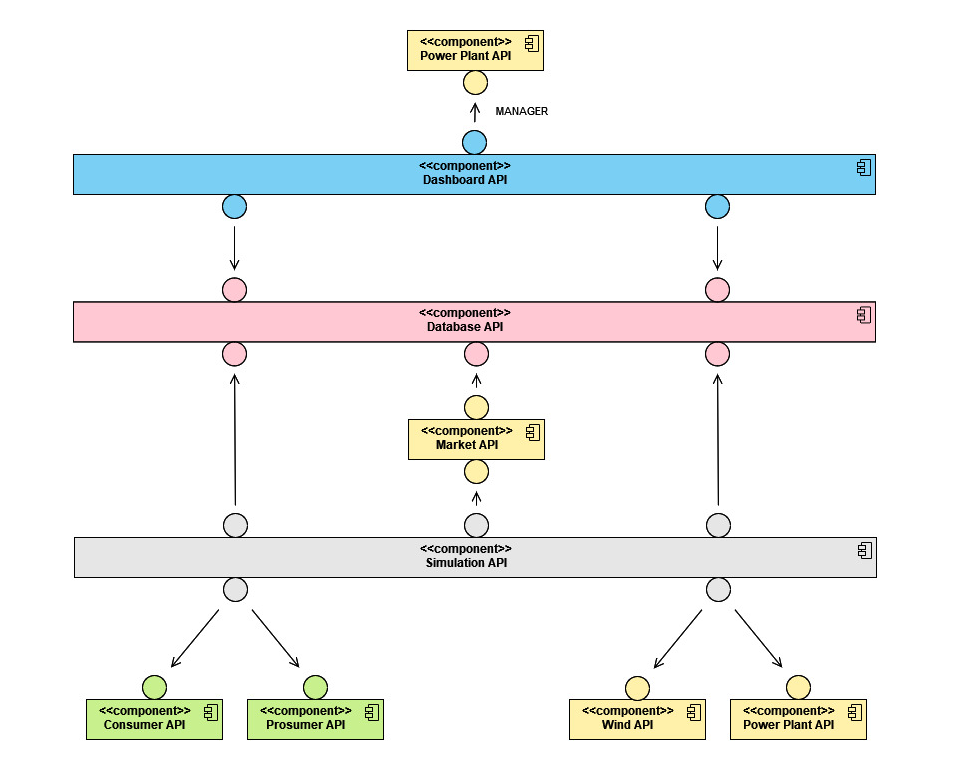 <<component>>
Power Plant API
MANAGER
<<component>>
Dashboard API
<<component>>
Database API
<<component>>
Market API
<<component>>
Simulation API
<<component>>
Consumer API
<<component>>
Prosumer API
<<component>>
Wind API
<<component>>
Power Plant API